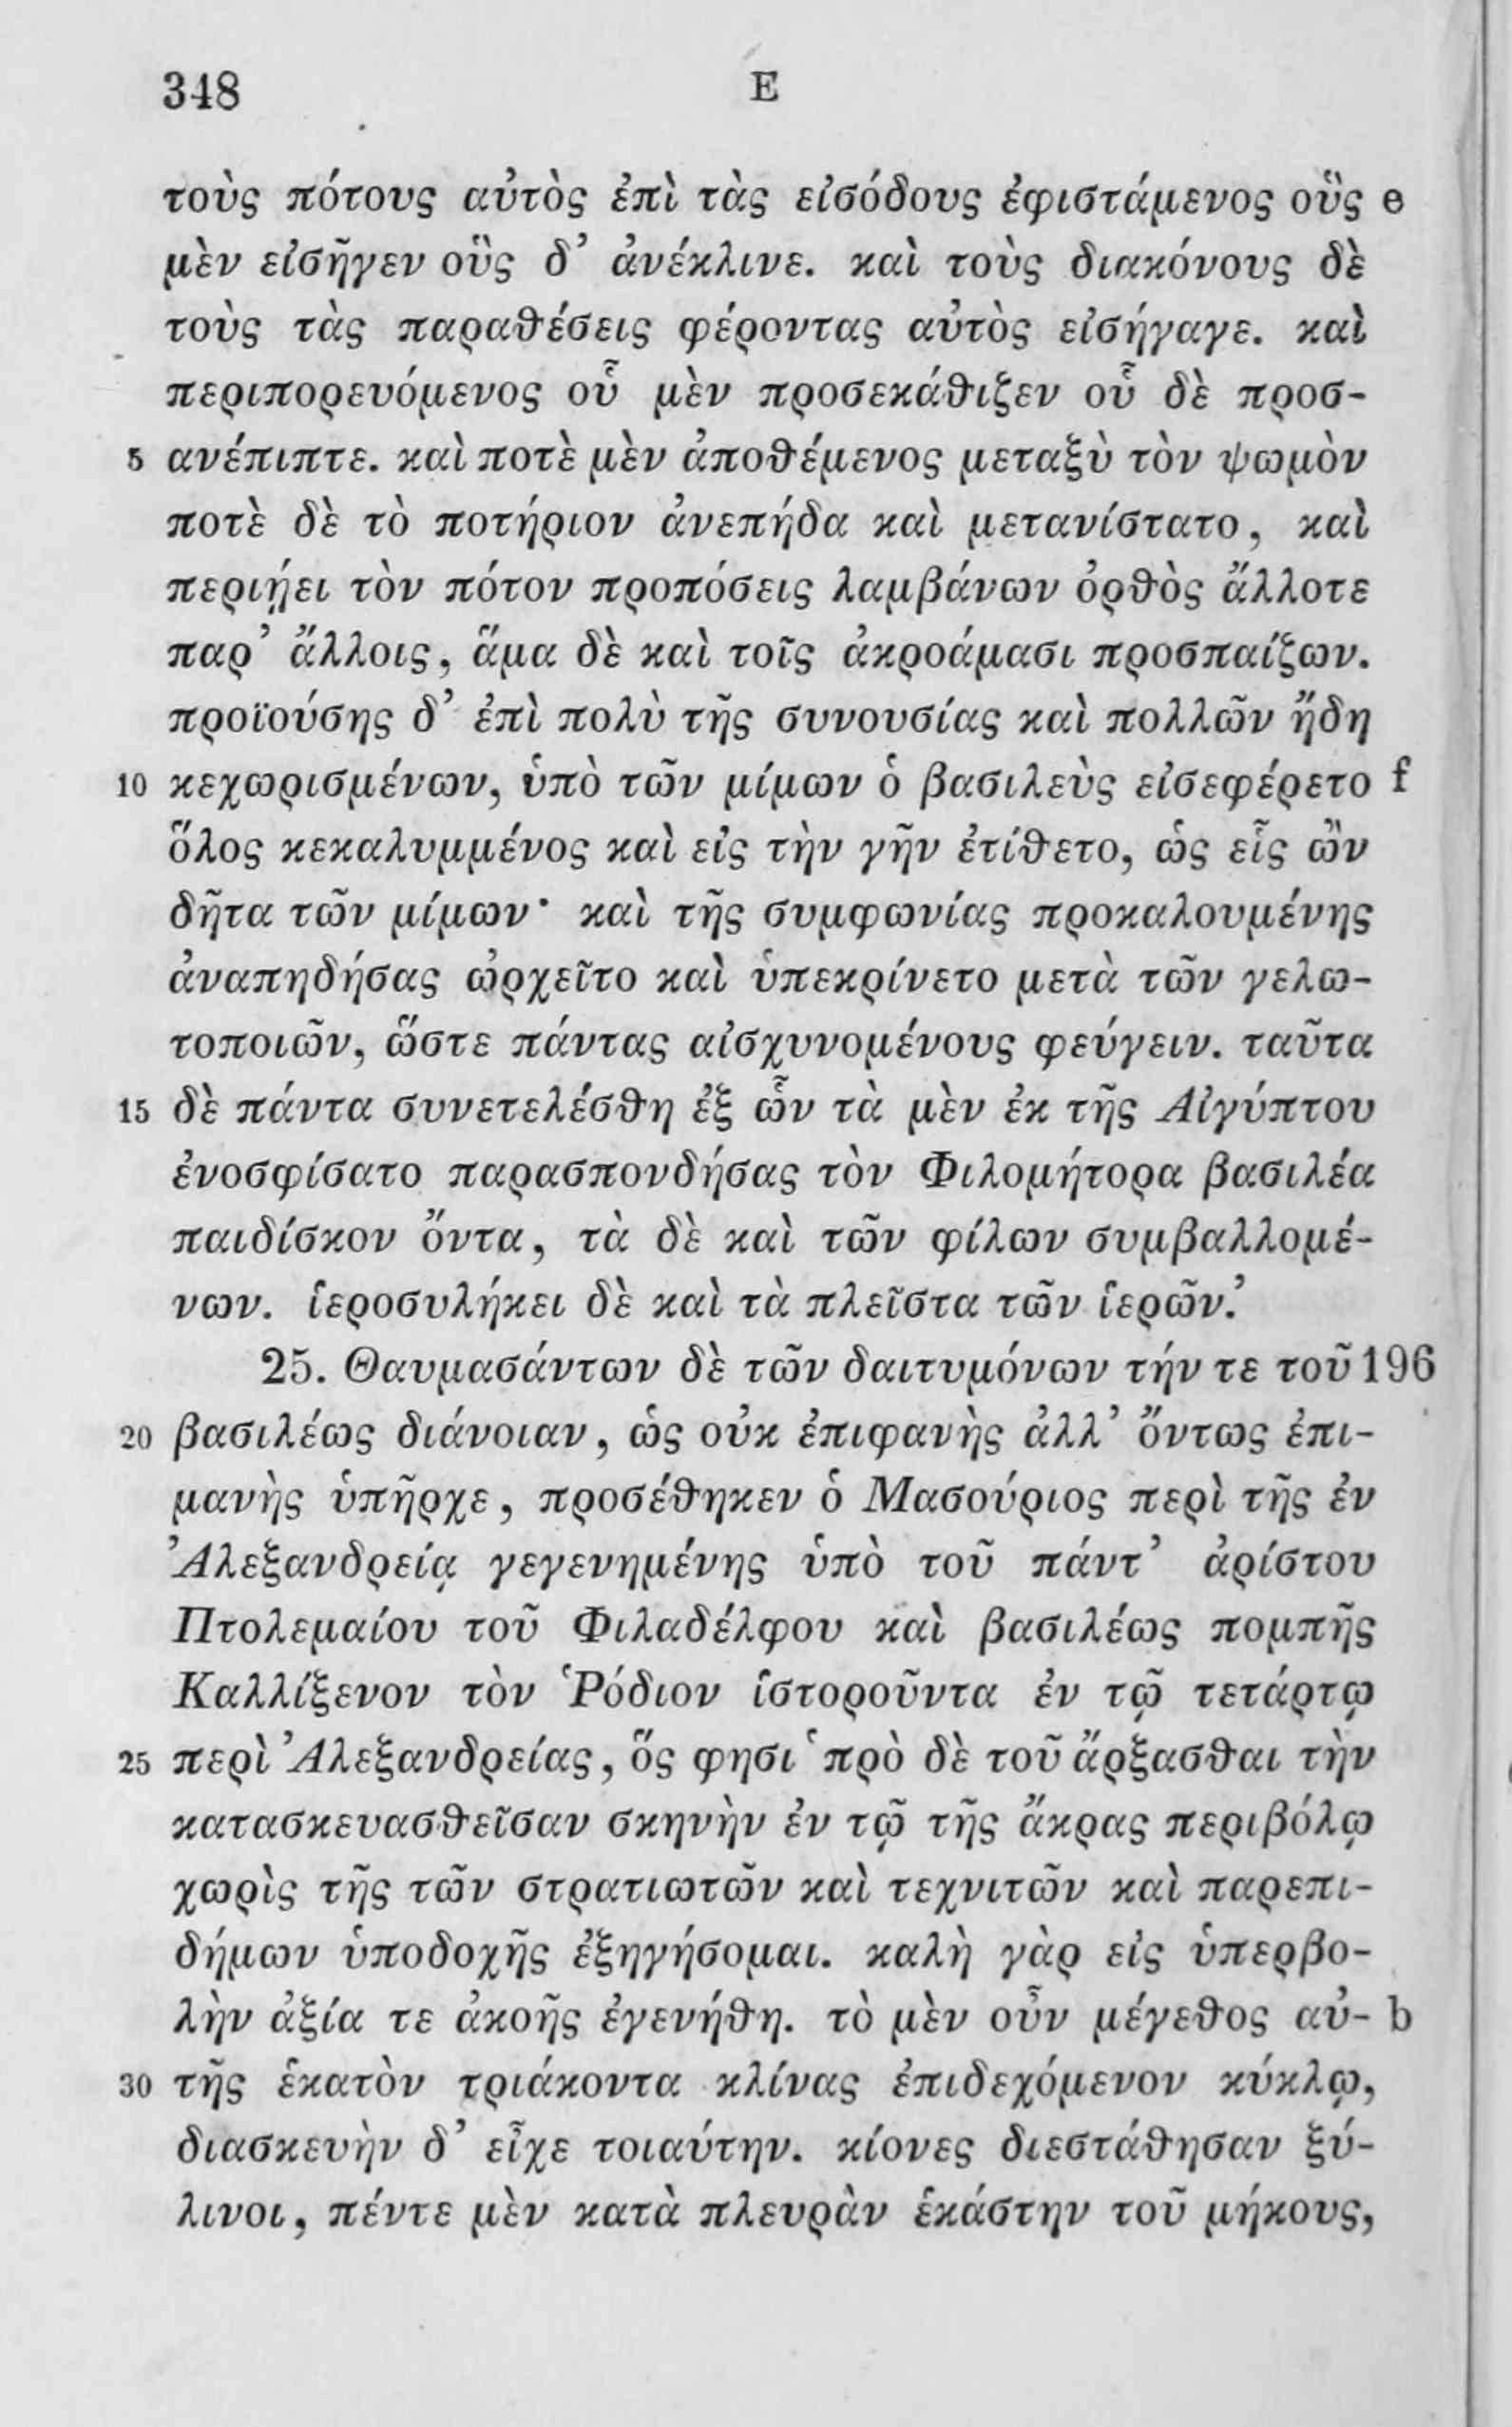 348 E
τοὺς πότους αὐτὸς ἐπὶ τὰς εἰσόδους ἐφιστάμενος οὓς e
μὲν εἰσῆγεν οὓς δ’ ἀνέκλινε. καὶ τοὺς διακόνους δὲ
τοὺς τὰς παραθέσεις φέροντας αὐτὸς εἰσήγαγε. καὶ
περιπορευόμενος οὗ μὲν προσεκάθιζεν οὗ δὲ προσ-
5 ανέπιπτε. καὶ ποτὲ μὲν ἀποθέμενος μεταξὺ τὸν ψωμὸν
ποτὲ δὲ τὸ ποτήριον ἀνεπήδα καὶ μετανίστατο, καὶ
περιῄει τὸν πότον προπόσεις λαμβάνων ὀρθὸς ἄλλοτε
παρ’ ἄλλοις, ἅμα δὲ καὶ τοῖς ἀκροάμασι προσπαίζων.
προϊούσης δ’ ἐπὶ πολὺ τῆς συνουσίας καὶ πολλῶν ἤδη
10 κεχωρισμένων, ὑπὸ τῶν μίμων ὁ βασιλεὺς εἰσεφέρετο f
ὅλος κεκαλυμμένος καὶ εἰς τὴν γῆν ἐτίθετο, ὡς εἷς ὢν
δῆτα τῶν μίμων· καὶ τῆς συμφωνίας προκαλουμένης
ἀναπηδήσας ὠρχεῖτο καὶ ὑπεκρίνετο μετὰ τῶν γελω-
τοποιῶν, ὥστε πάντας αἰσχυνομένους φεύγειν. ταῦτα
15 δὲ πάντα συνετελέσθη ἐξ ὧν τὰ μὲν ἐκ τῆς Αἰγύπτου
ἐνοσφίσατο παρασπονδήσας τὸν Φιλομήτορα βασιλέα
παιδίσκον ὄντα, τὰ δὲ καὶ τῶν φίλων συμβαλλομέ-
νων. ἱεροσυλήκει δὲ καὶ τὰ πλεῖστα τῶν ἱερῶν.’
25. Θαυμασάντων δὲ τῶν δαιτυμόνων τήν τε τοῦ 196
20 βασιλέως διάνοιαν, ὡς οὐκ ἐπιφανὴς ἀλλ’ ὄντως ἐπι-
μανὴς ὑπῆρχε, προσέθηκεν ὁ Μασούριος περὶ τῆς ἐν
Ἀλεξανδρείᾳ γεγενημένης ὑπὸ τοῦ πάντ’ ἀρίστου
Πτολεμαίου τοῦ Φιλαδέλφου καὶ βασιλέως πομπῆς
Καλλίξενον τὸν Ῥόδιον ἱστοροῦντα ἐν τῷ τετάρτῳ
25 περὶ Ἀλεξανδρείας, ὅς φησι ‘πρὸ δὲ τοῦ ἄρξασθαι τὴν
κατασκευασθεῖσαν σκηνὴν ἐν τῷ τῆς ἄκρας περιβόλῳ
χωρὶς τῆς τῶν στρατιωτῶν καὶ τεχνιτῶν καὶ παρεπι-
δήμων ὑποδοχῆς ἐξηγήσομαι. καλὴ γὰρ εἰς ὑπερβο-
λὴν ἀξία τε ἀκοῆς ἐγενήθη. τὸ μὲν οὖν μέγεθος αὐ- b
30 τῆς ἑκατὸν τριάκοντα κλίνας ἐπιδεχόμενον κύκλῳ,
διασκευὴν δ’ εἶχε τοιαύτην. κίονες διεστάθησαν ξύ-
λινοι, πέντε μὲν κατὰ πλευρὰν ἑκάστην τοῦ μήκους,